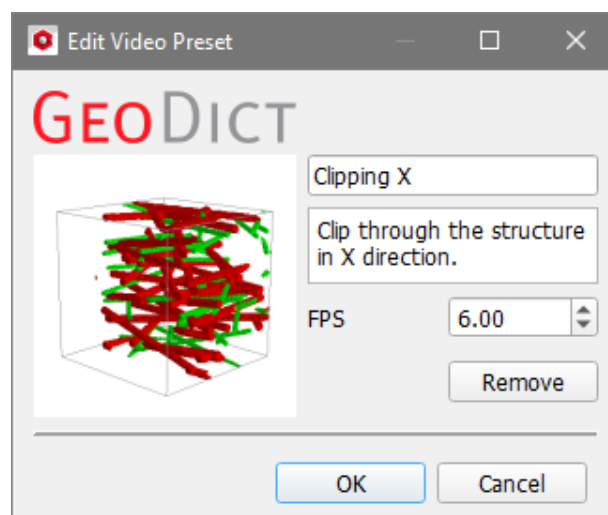 Edit Video Preset
GEODICT
Clipping X
Clip through the structure
in X direction.
FPS
6.00
Remove
OK
Cancel